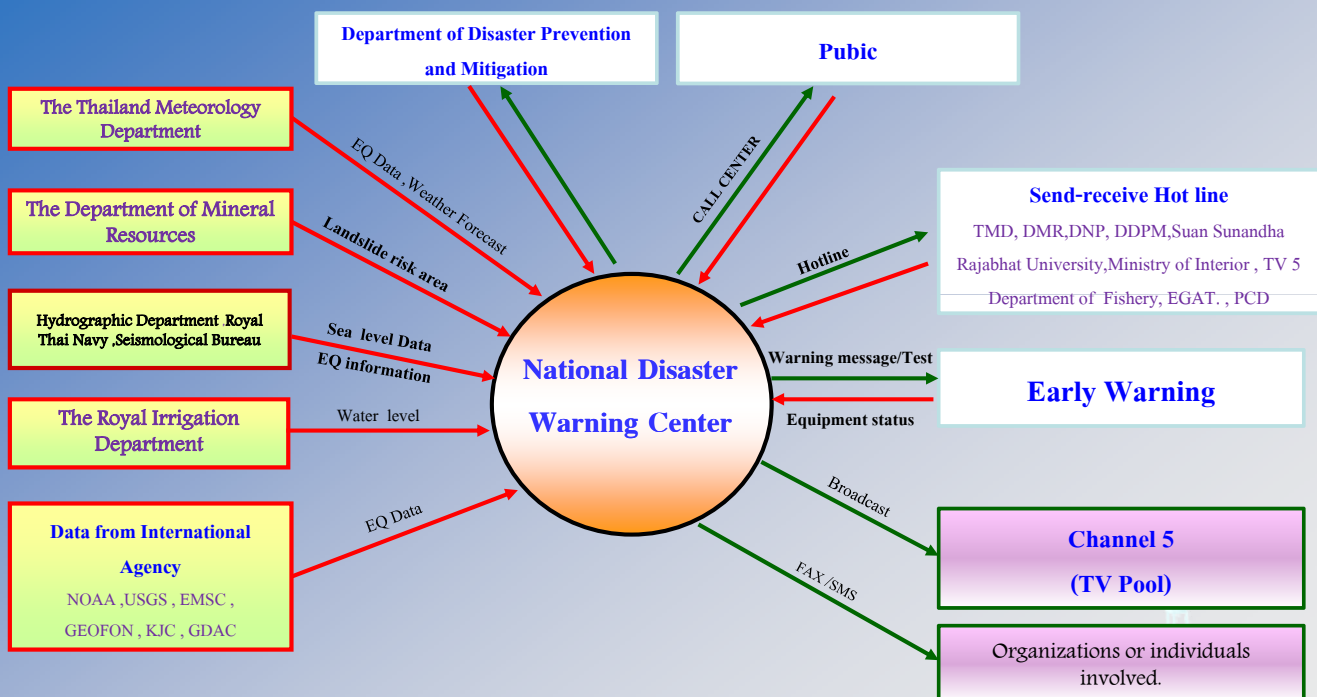 Department of Disaster Prevention
and Mitigation
Pubic
The Thailand Meteorology
Department
EQ Data , Weather Forecast
CALL CENTER
The Department of Mineral
Resources
Landslide risk area
Send-receive Hot line
TMD, DMR,DNP, DDPM,Suan Sunandha
Rajabhat University,Ministry of Interior , TV 5
Department of Fishery, EGAT. , PCD
Hotline
Hydrographic Department .Royal
Thai Navy ,Seismological Bureau
Sea level Data
EQ information
National Disaster
Warning Center
Warning message/Test
Equipment status
Early Warning
The Royal Irrigation
Department
Water level
Data from International
Agency
NOAA ,USGS , EMSC ,
GEOFON , KJC , GDAC
EQ Data
Broadcast
Channel 5
(TV Pool)
FAX /SMS
Organizations or individuals
involved.